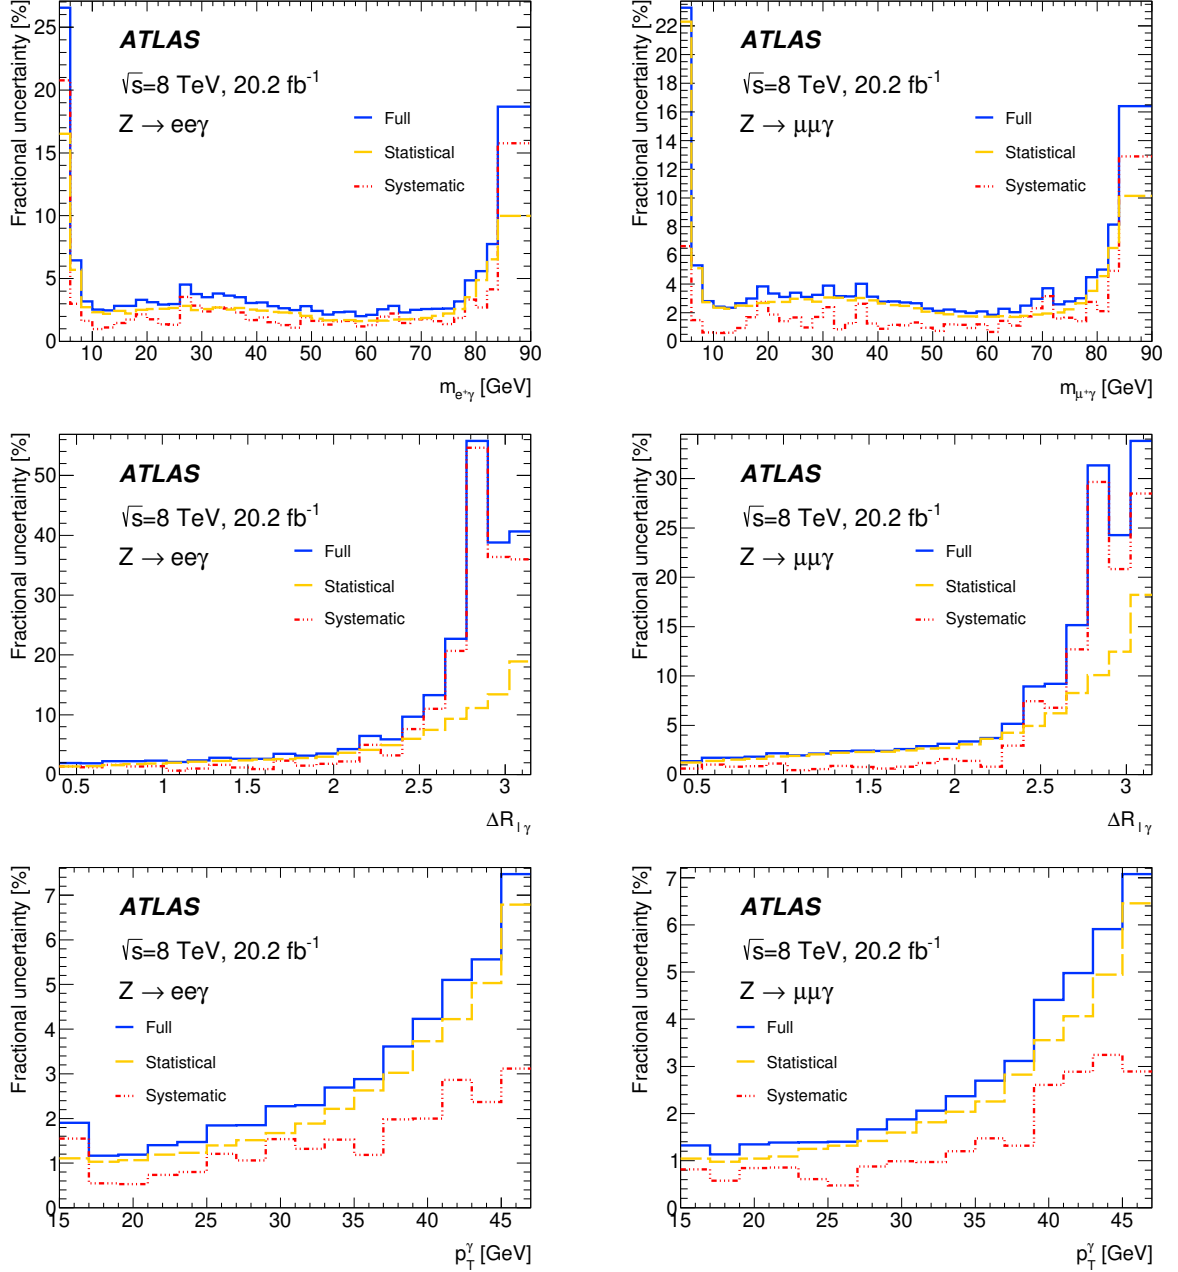 Fractional uncertainty [%]
25
20
15
10
5
0
ATLAS
√s=8 TeV, 20.2 fb⁻¹
Z → eeγ
Full
Statistical
Systematic
10 20 30 40 50 60 70 80 90
m_{e⁺γ} [GeV]
Fractional uncertainty [%]
22
20
18
16
14
12
10
8
6
4
2
0
ATLAS
√s=8 TeV, 20.2 fb⁻¹
Z → μμγ
Full
Statistical
Systematic
10 20 30 40 50 60 70 80 90
m_{μ⁺γ} [GeV]
Fractional uncertainty [%]
50
40
30
20
10
0
ATLAS
√s=8 TeV, 20.2 fb⁻¹
Z → eeγ
Full
Statistical
Systematic
0.5 1 1.5 2 2.5 3
ΔR_{lγ}
Fractional uncertainty [%]
30
25
20
15
10
5
0
ATLAS
√s=8 TeV, 20.2 fb⁻¹
Z → μμγ
Full
Statistical
Systematic
0.5 1 1.5 2 2.5 3
ΔR_{lγ}
Fractional uncertainty [%]
7
6
5
4
3
2
1
0
ATLAS
√s=8 TeV, 20.2 fb⁻¹
Z → eeγ
Full
Statistical
Systematic
15 20 25 30 35 40 45
p_T^γ [GeV]
Fractional uncertainty [%]
7
6
5
4
3
2
1
0
ATLAS
√s=8 TeV, 20.2 fb⁻¹
Z → μμγ
Full
Statistical
Systematic
15 20 25 30 35 40 45
p_T^γ [GeV]